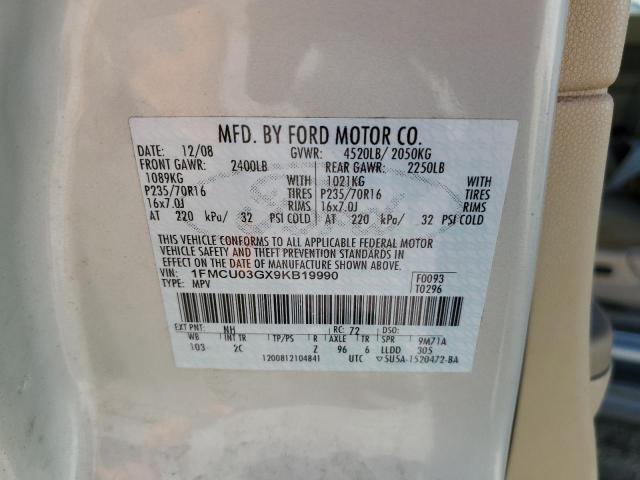 MFD. BY FORD MOTOR CO.
DATE: 12/08 GVWR: 4520LB/ 2050KG
FRONT GAWR: 2400LB REAR GAWR: 2250LB
1089KG WITH 1021KG WITH
P235/70R16 TIRES P235/70R16 TIRES
16x7.0J RIMS 16x7.0J RIMS
AT 220 kPa/ 32 PSI COLD AT 220 kPa/ 32 PSI COLD
THIS VEHICLE CONFORMS TO ALL APPLICABLE FEDERAL MOTOR
VEHICLE SAFETY AND THEFT PREVENTION STANDARDS IN
EFFECT ON THE DATE OF MANUFACTURE SHOWN ABOVE.
VIN: 1FMCU03GX9KB19990 F0093
TYPE: MPV T0296
EXT PNT: NH RC: 72 DSO:
WB INT TR TP/PS R AXLE TR SPR 9M71A
103 2C Z 96 6 LLDD 305
1200812104841 UTC 5U5A-1520472-BA